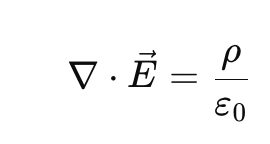 ∇ · E⃗ = ρ / ε₀